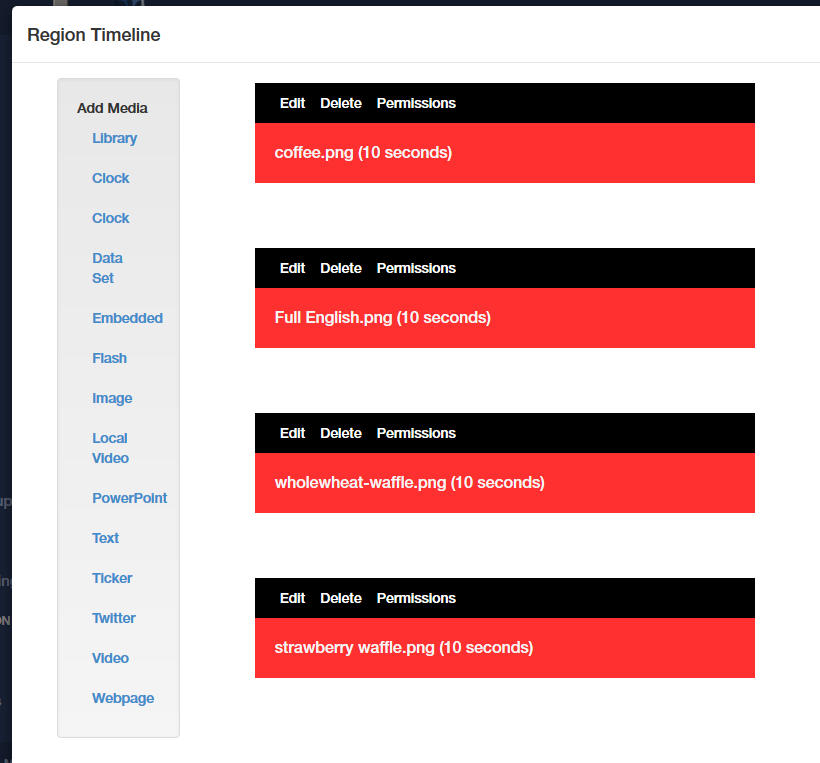 Region Timeline
Add Media
Library
Clock
Clock
Data
Set
Embedded
Flash
Image
Local
Video
PowerPoint
Text
Ticker
Twitter
Video
Webpage
Edit Delete Permissions
coffee.png (10 seconds)
Edit Delete Permissions
Full English.png (10 seconds)
Edit Delete Permissions
wholewheat-waffle.png (10 seconds)
Edit Delete Permissions
strawberry waffle.png (10 seconds)